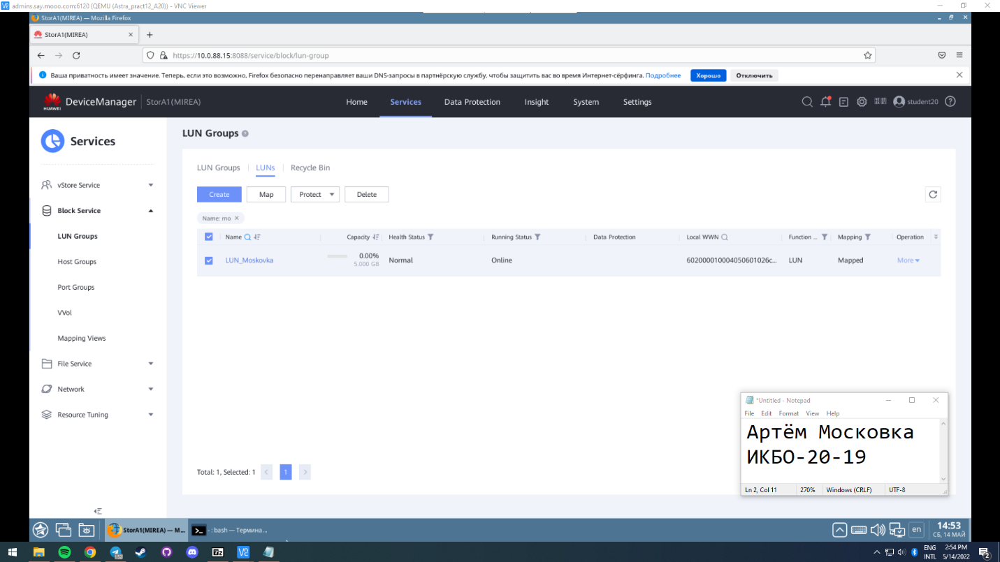 admins.say.mooo.com:6120 (QEMU (Astra_pract12_A20)) - VNC Viewer
StorA1(MIREA) — Mozilla Firefox
StorA1(MIREA)
https://10.0.88.15:8088/service/block/lun-group
Ваша приватность имеет значение. Теперь, если это возможно, Firefox безопасно перенаправляет ваши DNS-запросы в партнёрскую службу, чтобы защитить вас во время Интернет-сёрфинга. Подробнее Хорошо Отключить
HUAWEI DeviceManager StorA1(MIREA) Home Services Data Protection Insight System Settings student20
Services
vStore Service
Block Service
LUN Groups
Host Groups
Port Groups
VVol
Mapping Views
File Service
Network
Resource Tuning
LUN Groups
LUN Groups LUNs Recycle Bin
Create Map Protect Delete
Name: mo
Name Capacity Health Status Running Status Data Protection Local WWN Function ... Mapping Operation
LUN_Moskovka 0.00% 5.000 GB Normal Online 602000010004050601026c... LUN Mapped More
Total: 1, Selected: 1 1
*Untitled - Notepad
File Edit Format View Help
Артём Московка
ИКБО-20-19
Ln 2, Col 11 270% Windows (CRLF) UTF-8
StorA1(MIREA) — M... - : bash — Термина... en 14:53
СБ, 14 МАЙ
ENG 2:54 PM
INTL 5/14/2022 2